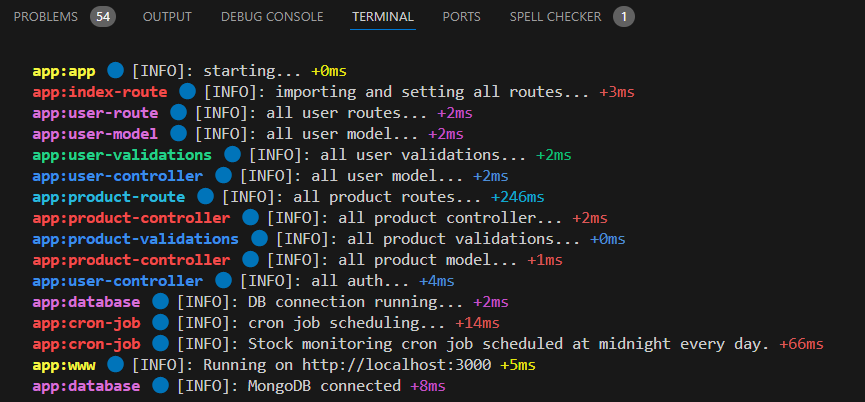 PROBLEMS 54 OUTPUT DEBUG CONSOLE TERMINAL PORTS SPELL CHECKER 1
app:app 🔵 [INFO]: starting... +0ms
app:index-route 🔵 [INFO]: importing and setting all routes... +3ms
app:user-route 🔵 [INFO]: all user routes... +2ms
app:user-model 🔵 [INFO]: all user model... +2ms
app:user-validations 🔵 [INFO]: all user validations... +2ms
app:user-controller 🔵 [INFO]: all user model... +2ms
app:product-route 🔵 [INFO]: all product routes... +246ms
app:product-controller 🔵 [INFO]: all product controller... +2ms
app:product-validations 🔵 [INFO]: all product validations... +0ms
app:product-controller 🔵 [INFO]: all product model... +1ms
app:user-controller 🔵 [INFO]: all auth... +4ms
app:database 🔵 [INFO]: DB connection running... +2ms
app:cron-job 🔵 [INFO]: cron job scheduling... +14ms
app:cron-job 🔵 [INFO]: Stock monitoring cron job scheduled at midnight every day. +66ms
app:www 🔵 [INFO]: Running on http://localhost:3000 +5ms
app:database 🔵 [INFO]: MongoDB connected +8ms